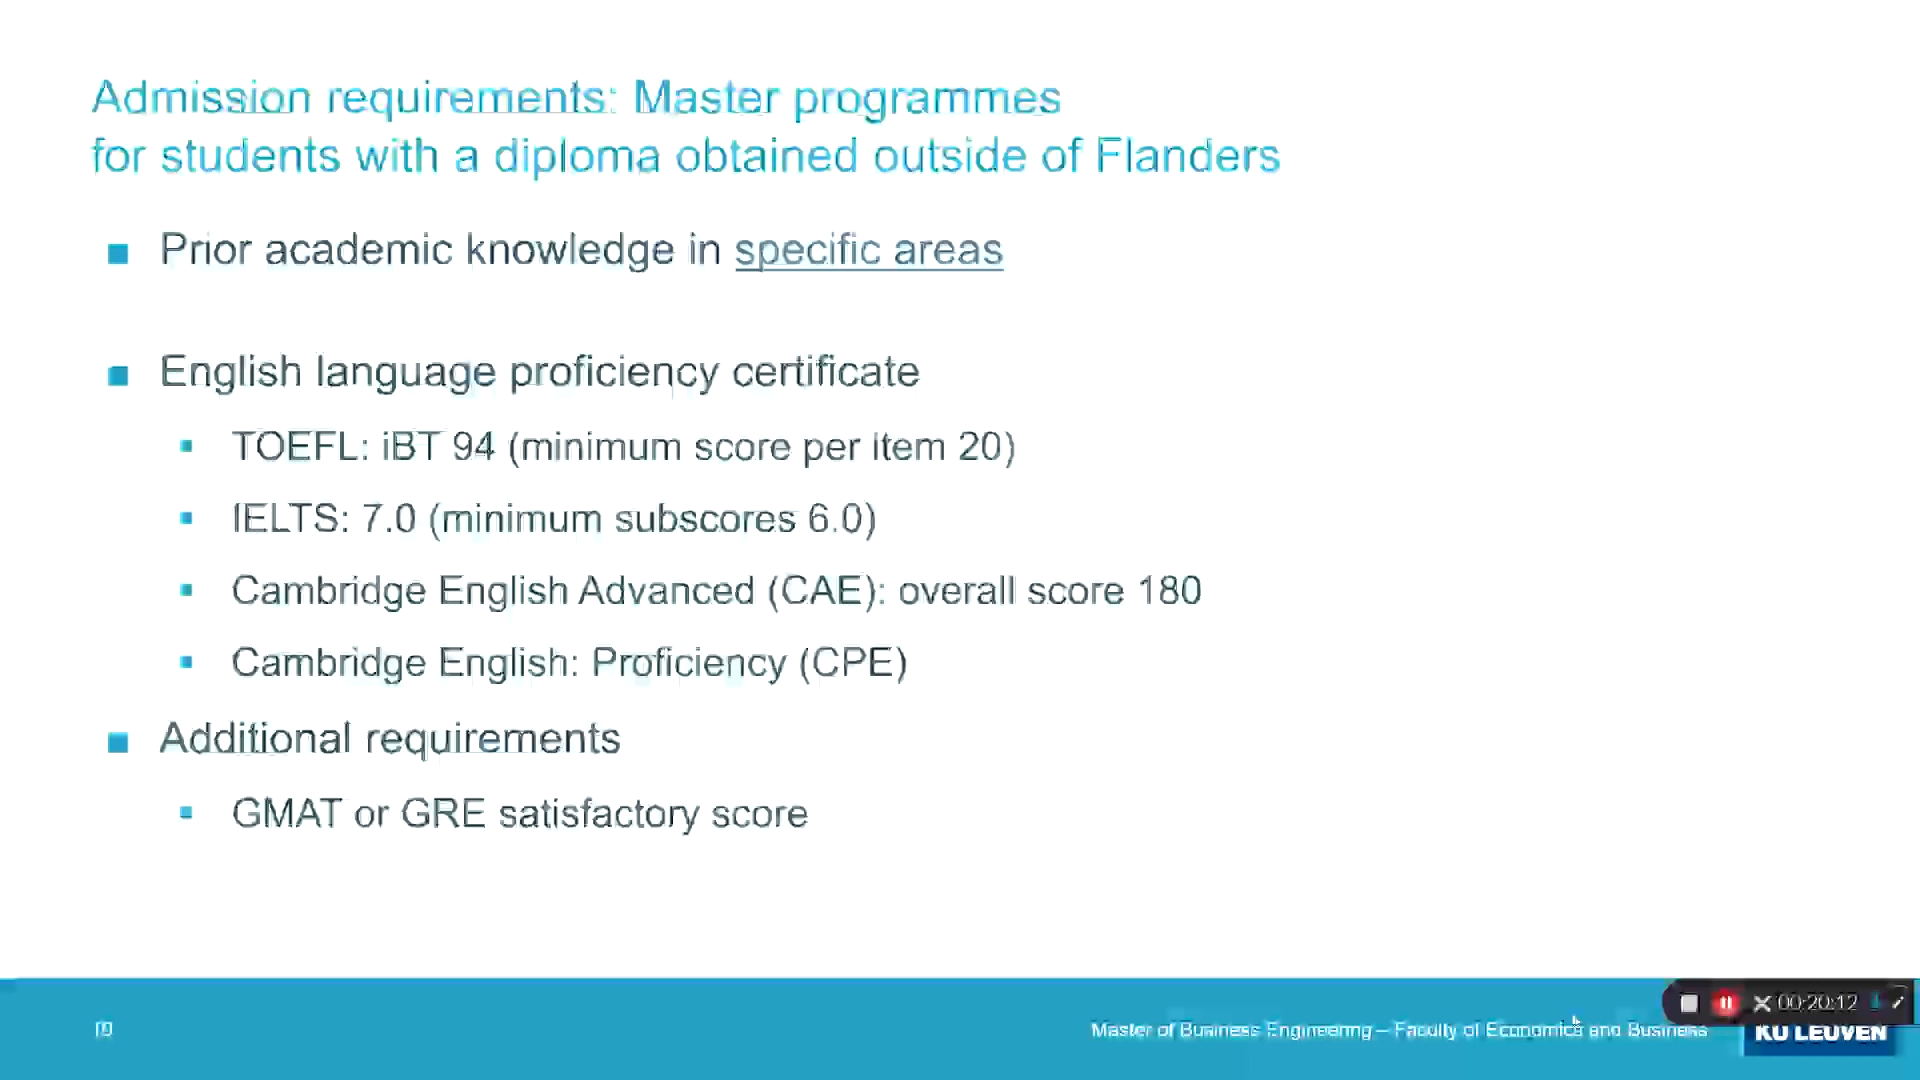 Admission requirements: Master programmes
for students with a diploma obtained outside of Flanders
Prior academic knowledge in specific areas
English language proficiency certificate
TOEFL: iBT 94 (minimum score per item 20)
IELTS: 7.0 (minimum subscores 6.0)
Cambridge English Advanced (CAE): overall score 180
Cambridge English: Proficiency (CPE)
Additional requirements
GMAT or GRE satisfactory score
00:20:12
Master of Business Engineering – Faculty of Economics and Business
KU LEUVEN